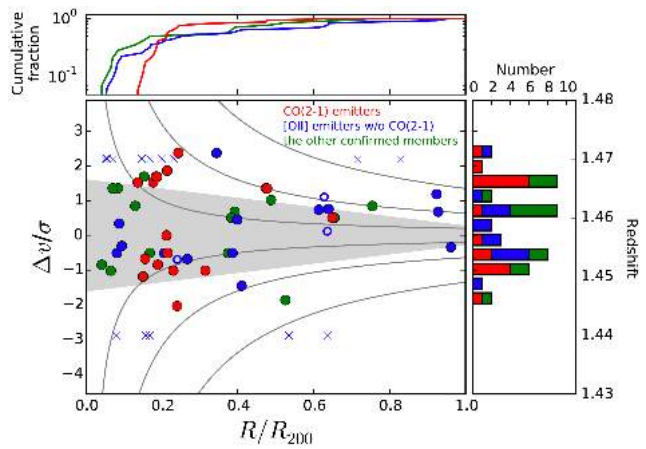 Cumulative
fraction
10⁰
10⁻¹
Number
0 2 4 6 8 10
CO(2-1) emitters
[OII] emitters w/o CO(2-1)
the other confirmed members
3
2
1
0
−1
−2
−3
−4
Δv/σ
0.0 0.2 0.4 0.6 0.8 1.0
R/R₂₀₀
1.48
1.47
1.46
1.45
1.44
1.43
Redshift